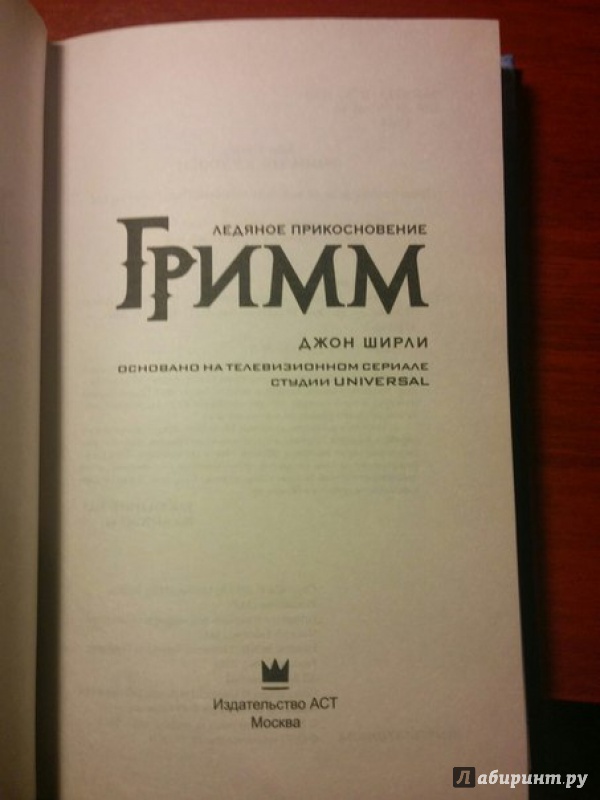 ЛЕДЯНОЕ ПРИКОСНОВЕНИЕ
ГРИММ
ДЖОН ШИРЛИ
ОСНОВАНО НА ТЕЛЕВИЗИОННОМ СЕРИАЛЕ
СТУДИИ UNIVERSAL
Издательство АСТ
Москва
Лабиринт.ру